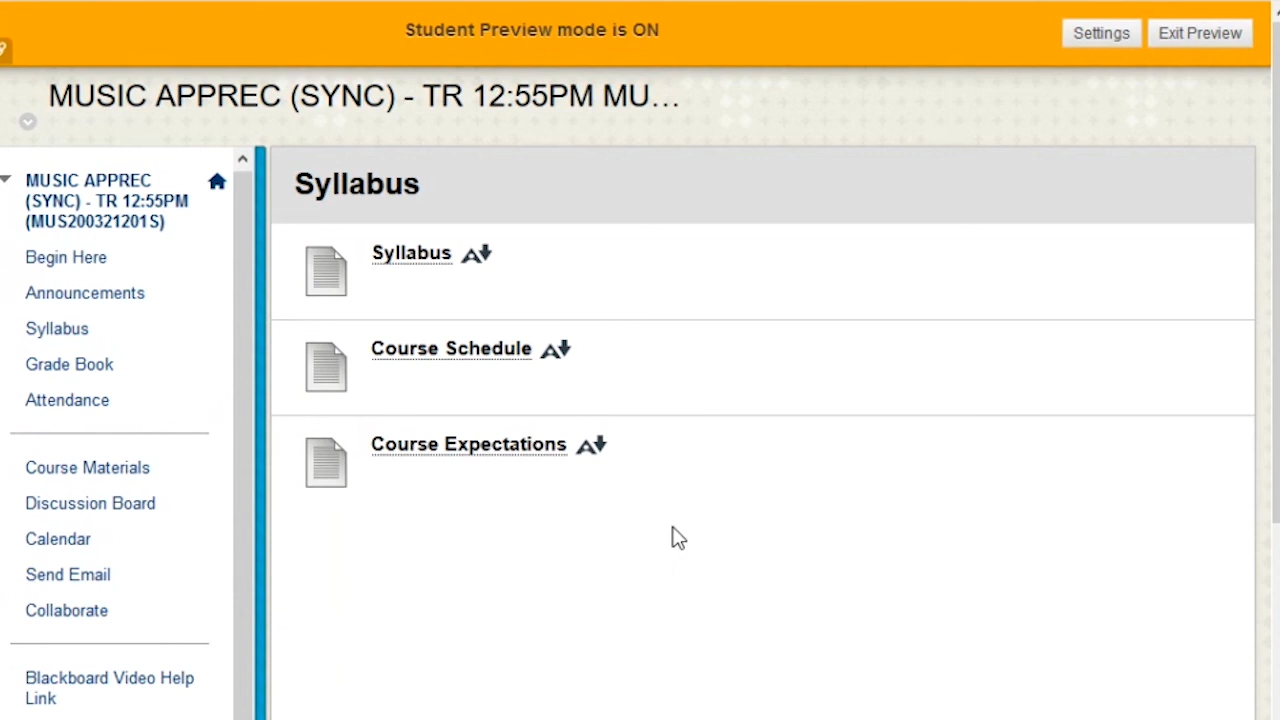 Student Preview mode is ON
Settings
Exit Preview
MUSIC APPREC (SYNC) - TR 12:55PM MU...
MUSIC APPREC
(SYNC) - TR 12:55PM
(MUS200321201S)
Begin Here
Announcements
Syllabus
Grade Book
Attendance
Course Materials
Discussion Board
Calendar
Send Email
Collaborate
Blackboard Video Help
Link
Syllabus
Syllabus
Course Schedule
Course Expectations